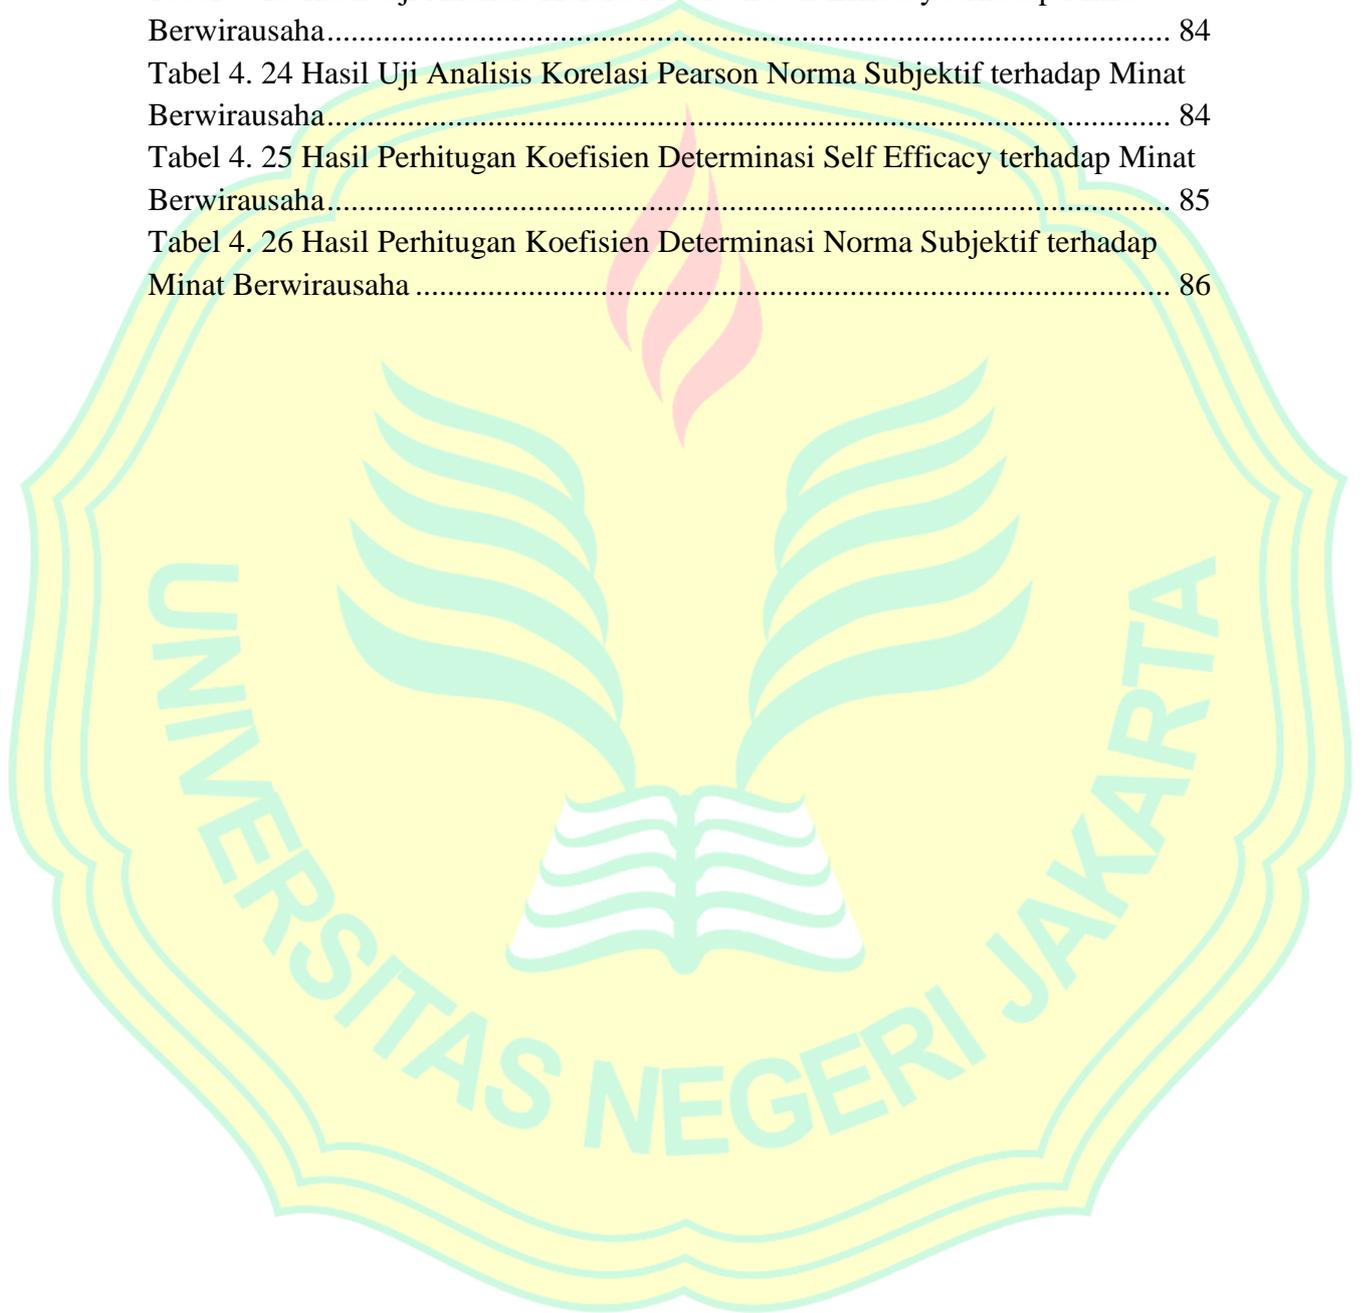 Berwirausaha.......................................................................................................... 84
Tabel 4. 24 Hasil Uji Analisis Korelasi Pearson Norma Subjektif terhadap Minat
Berwirausaha.......................................................................................................... 84
Tabel 4. 25 Hasil Perhitugan Koefisien Determinasi Self Efficacy terhadap Minat
Berwirausaha.......................................................................................................... 85
Tabel 4. 26 Hasil Perhitugan Koefisien Determinasi Norma Subjektif terhadap
Minat Berwirausaha ............................................................................................... 86
UNIVERSITAS NEGERI JAKARTA